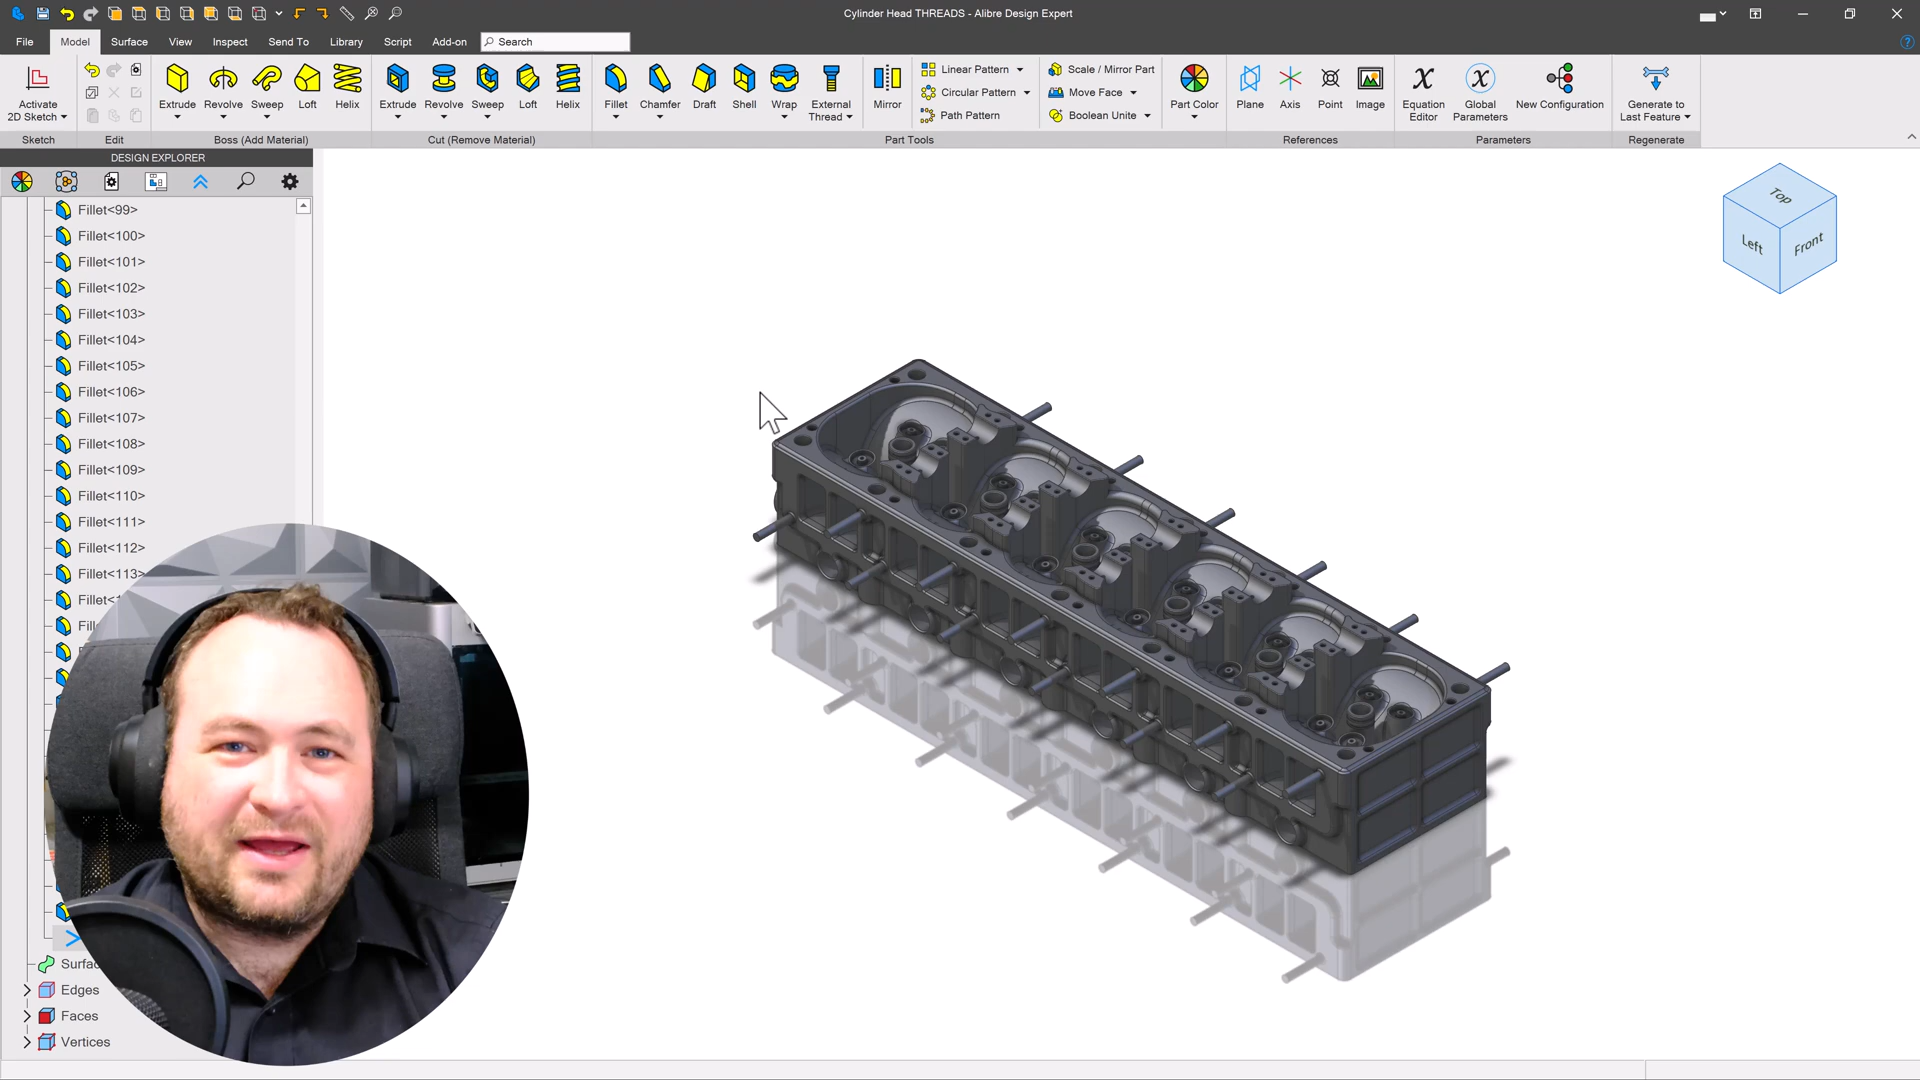 Cylinder Head THREADS - Alibre Design Expert
File Model Surface View Inspect Send To Library Script Add-on Search
Activate 2D Sketch
Extrude Revolve Sweep Loft Helix
Extrude Revolve Sweep Loft Helix
Fillet Chamfer Draft Shell Wrap External Thread
Mirror
Linear Pattern
Circular Pattern
Path Pattern
Scale / Mirror Part
Move Face
Boolean Unite
Part Color
Plane Axis Point Image
Equation Editor
Global Parameters
New Configuration
Generate to Last Feature
Sketch Edit Boss (Add Material) Cut (Remove Material) Part Tools References Parameters Regenerate
DESIGN EXPLORER
Fillet<99>
Fillet<100>
Fillet<101>
Fillet<102>
Fillet<103>
Fillet<104>
Fillet<105>
Fillet<106>
Fillet<107>
Fillet<108>
Fillet<109>
Fillet<110>
Fillet<111>
Fillet<112>
Fillet<113>
Edges
Faces
Vertices
Top
Left
Front